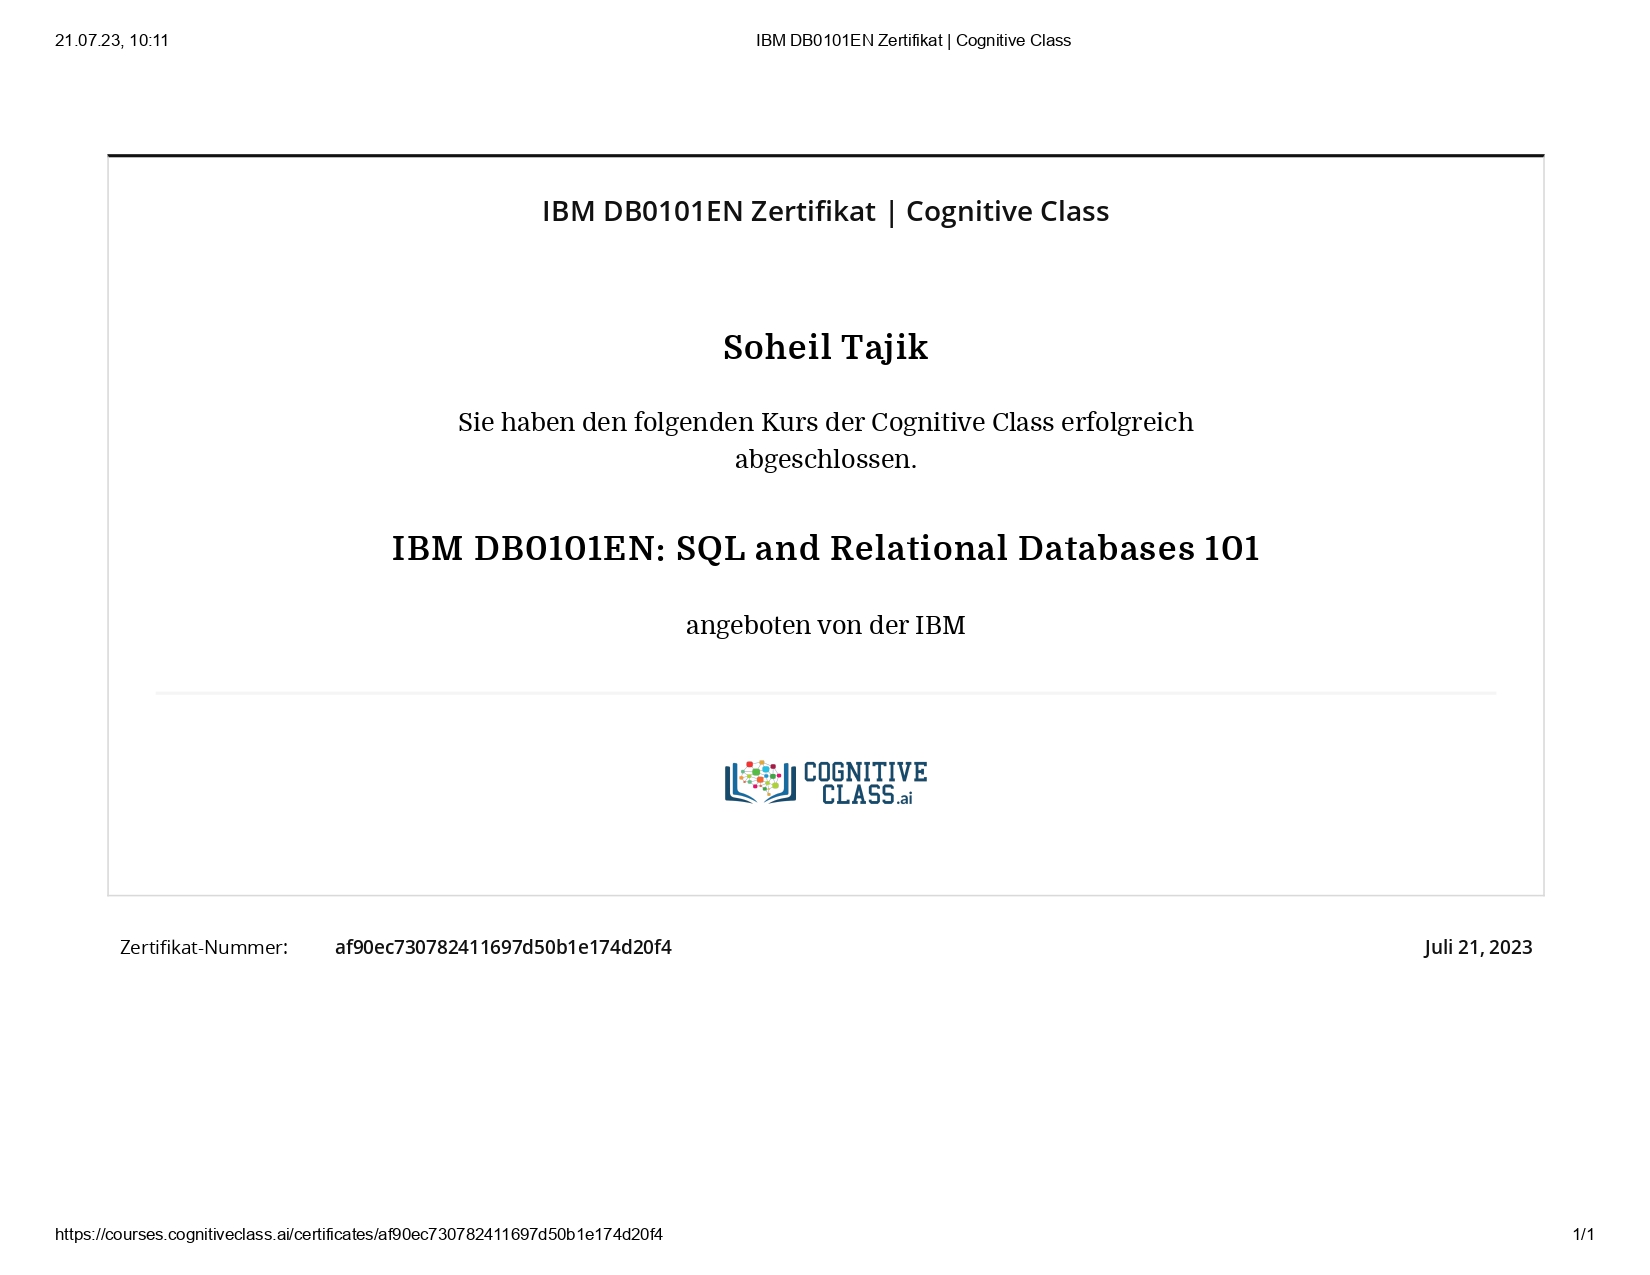 21.07.23, 10:11
IBM DB0101EN Zertifikat | Cognitive Class
IBM DB0101EN Zertifikat | Cognitive Class
Soheil Tajik
Sie haben den folgenden Kurs der Cognitive Class erfolgreich
abgeschlossen.
IBM DB0101EN: SQL and Relational Databases 101
angeboten von der IBM
COGNITIVE
CLASS.ai
Zertifikat-Nummer: af90ec730782411697d50b1e174d20f4
Juli 21, 2023
https://courses.cognitiveclass.ai/certificates/af90ec730782411697d50b1e174d20f4
1/1